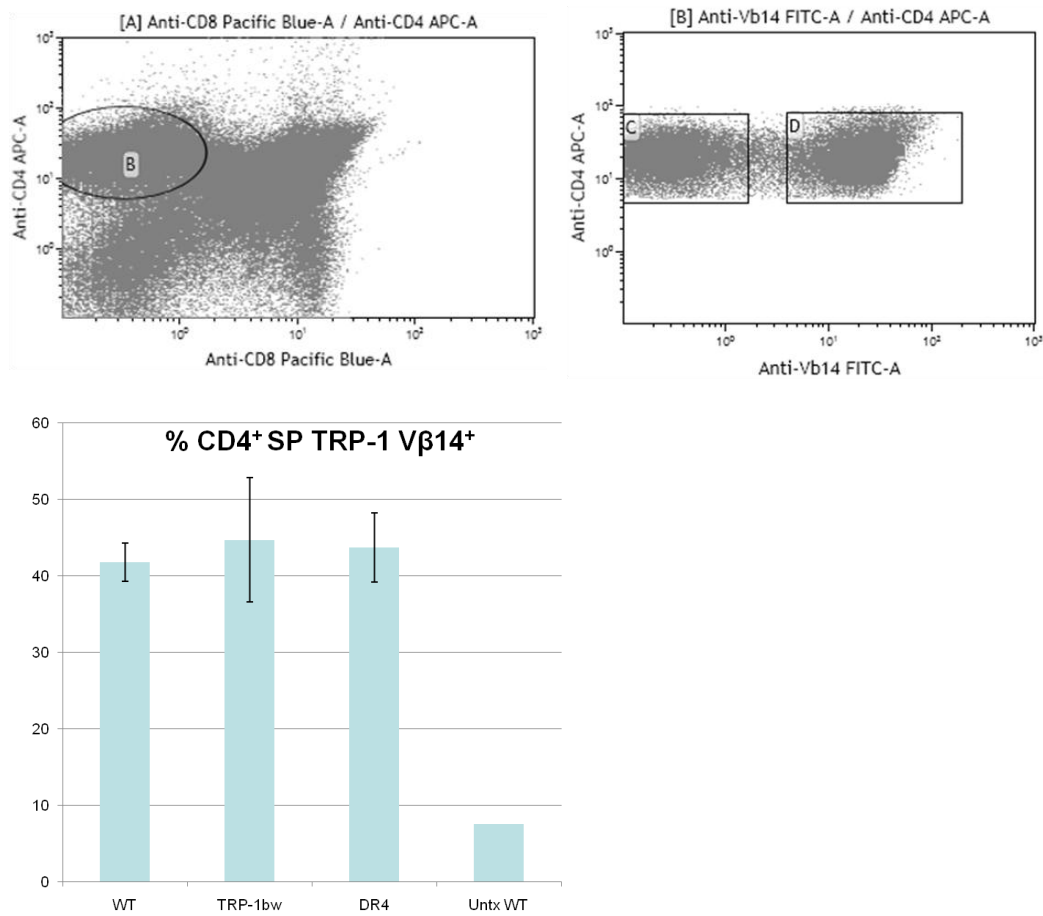 [A] Anti-CD8 Pacific Blue-A / Anti-CD4 APC-A
Anti-CD4 APC-A
10³
10²
10¹
10⁰
B
10⁰
10¹
10²
10³
Anti-CD8 Pacific Blue-A
[B] Anti-Vb14 FITC-A / Anti-CD4 APC-A
Anti-CD4 APC-A
10³
10²
10¹
10⁰
C
D
10⁰
10¹
10²
10³
Anti-Vb14 FITC-A
% CD4⁺ SP TRP-1 Vβ14⁺
60
50
40
30
20
10
0
WT
TRP-1bw
DR4
Untx WT